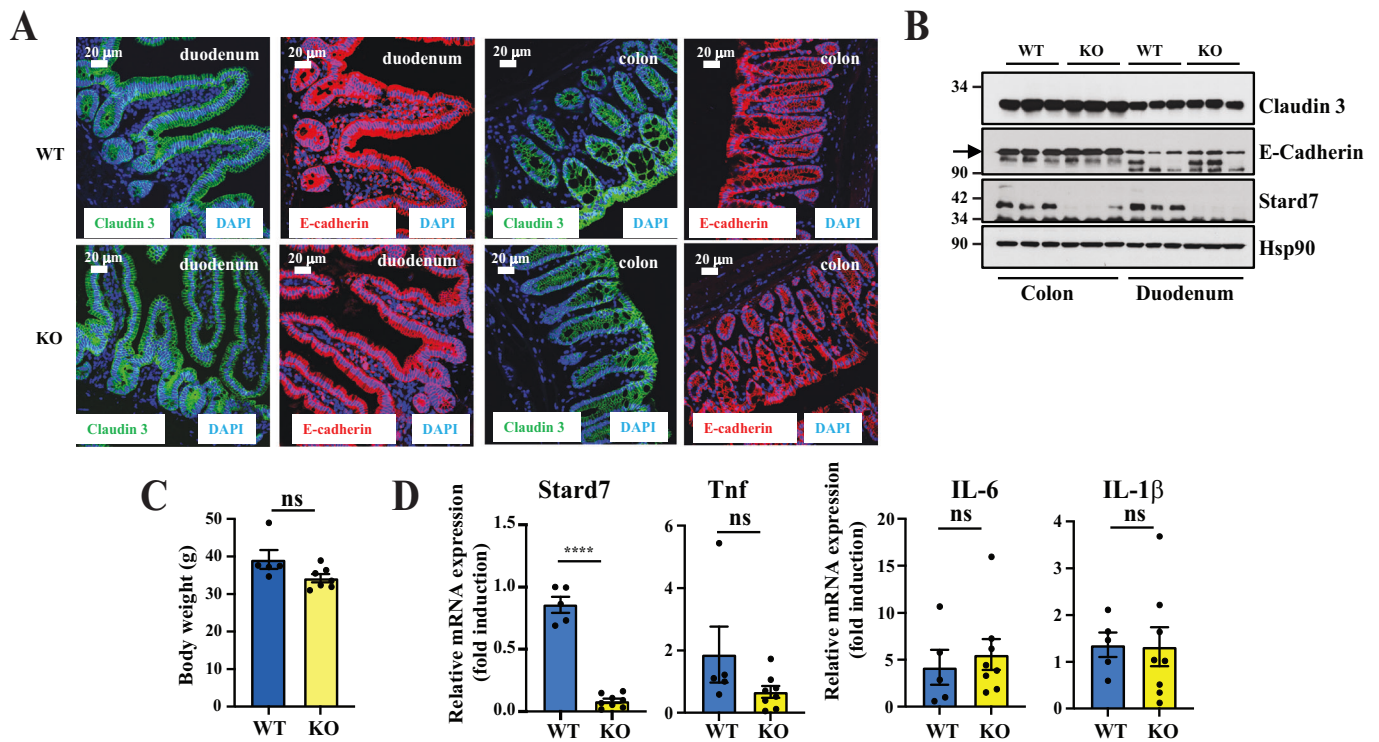 A
20 μm
duodenum
20 μm
duodenum
20 μm
colon
20 μm
colon
WT
Claudin 3
DAPI
E-cadherin
DAPI
Claudin 3
DAPI
E-cadherin
DAPI
20 μm
duodenum
20 μm
duodenum
20 μm
colon
20 μm
colon
KO
Claudin 3
DAPI
E-cadherin
DAPI
Claudin 3
DAPI
E-cadherin
DAPI
B
WT KO WT KO
34
Claudin 3
E-Cadherin
90
42
Stard7
34
90
Hsp90
Colon Duodenum
C
ns
Body weight (g)
50
40
30
20
10
0
WT KO
D
Relative mRNA expression
(fold induction)
Stard7
****
1.5
1.0
0.5
0.0
WT KO
Tnf
ns
6
4
2
0
WT KO
Relative mRNA expression
(fold induction)
IL-6
ns
20
15
10
5
0
WT KO
IL-1β
ns
4
3
2
1
0
WT KO